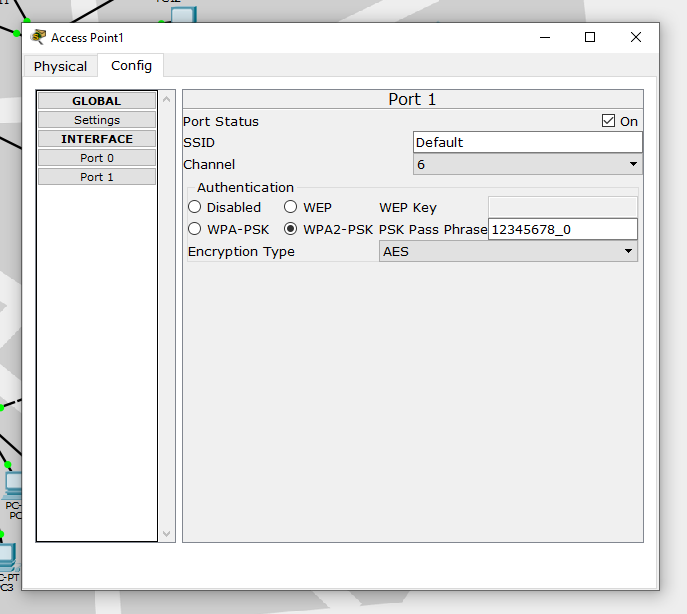 Access Point1
Physical
Config
GLOBAL
Settings
INTERFACE
Port 0
Port 1
Port 1
Port Status
On
SSID
Default
Channel
6
Authentication
Disabled
WEP
WEP Key
WPA-PSK
WPA2-PSK
PSK Pass Phrase
12345678_0
Encryption Type
AES
PC-
PC
C-PT
C3